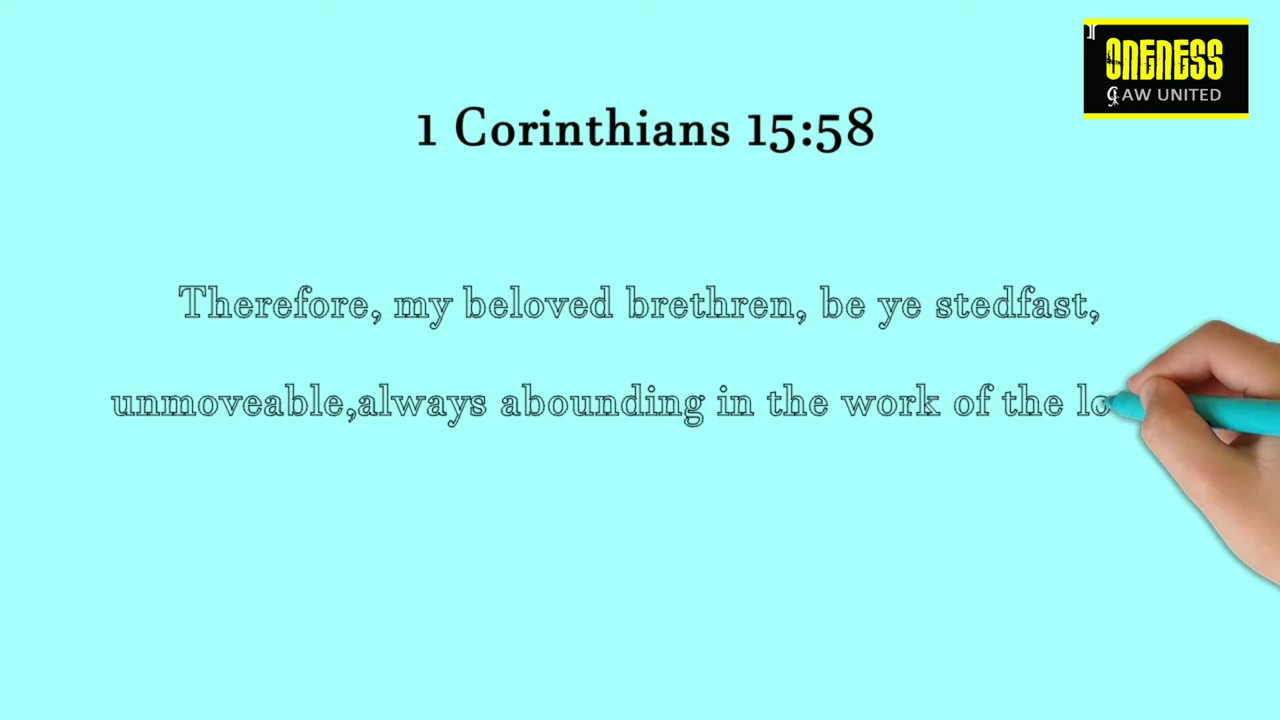 ONENESS
AW UNITED
1 Corinthians 15:58
Therefore, my beloved brethren, be ye stedfast,
unmoveable,always abounding in the work of the lo